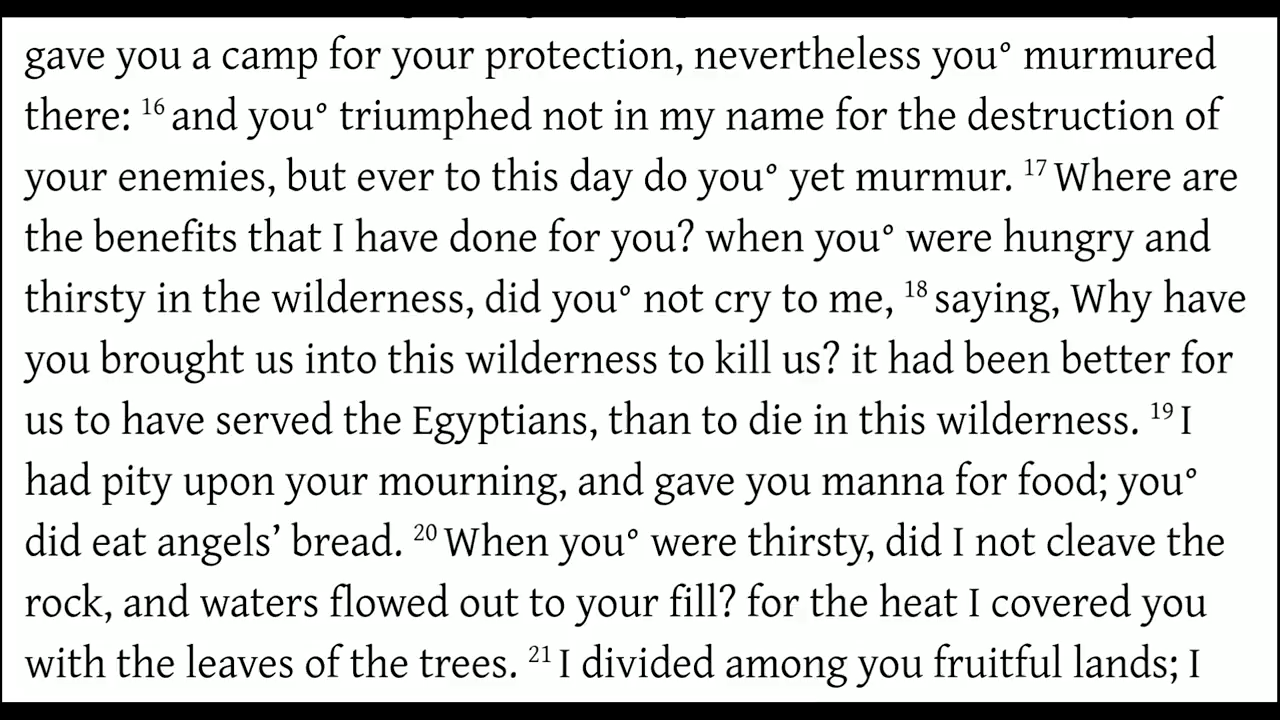 gave you a camp for your protection, nevertheless you° murmured
there: 16 and you° triumphed not in my name for the destruction of
your enemies, but ever to this day do you° yet murmur. 17 Where are
the benefits that I have done for you? when you° were hungry and
thirsty in the wilderness, did you° not cry to me, 18 saying, Why have
you brought us into this wilderness to kill us? it had been better for
us to have served the Egyptians, than to die in this wilderness. 19 I
had pity upon your mourning, and gave you manna for food; you°
did eat angels’ bread. 20 When you° were thirsty, did I not cleave the
rock, and waters flowed out to your fill? for the heat I covered you
with the leaves of the trees. 21 I divided among you fruitful lands; I